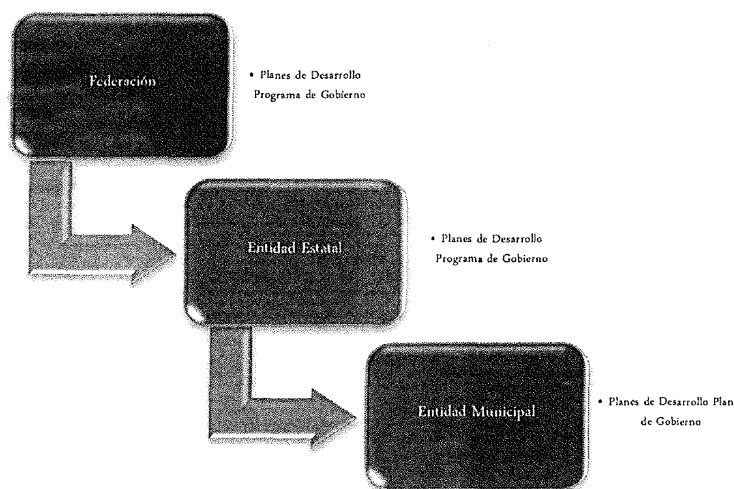 Federación
• Planes de Desarrollo
Programa de Gobierno
Entidad Estatal
• Planes de Desarrollo
Programa de Gobierno
Entidad Municipal
• Planes de Desarrollo Plan
de Gobierno